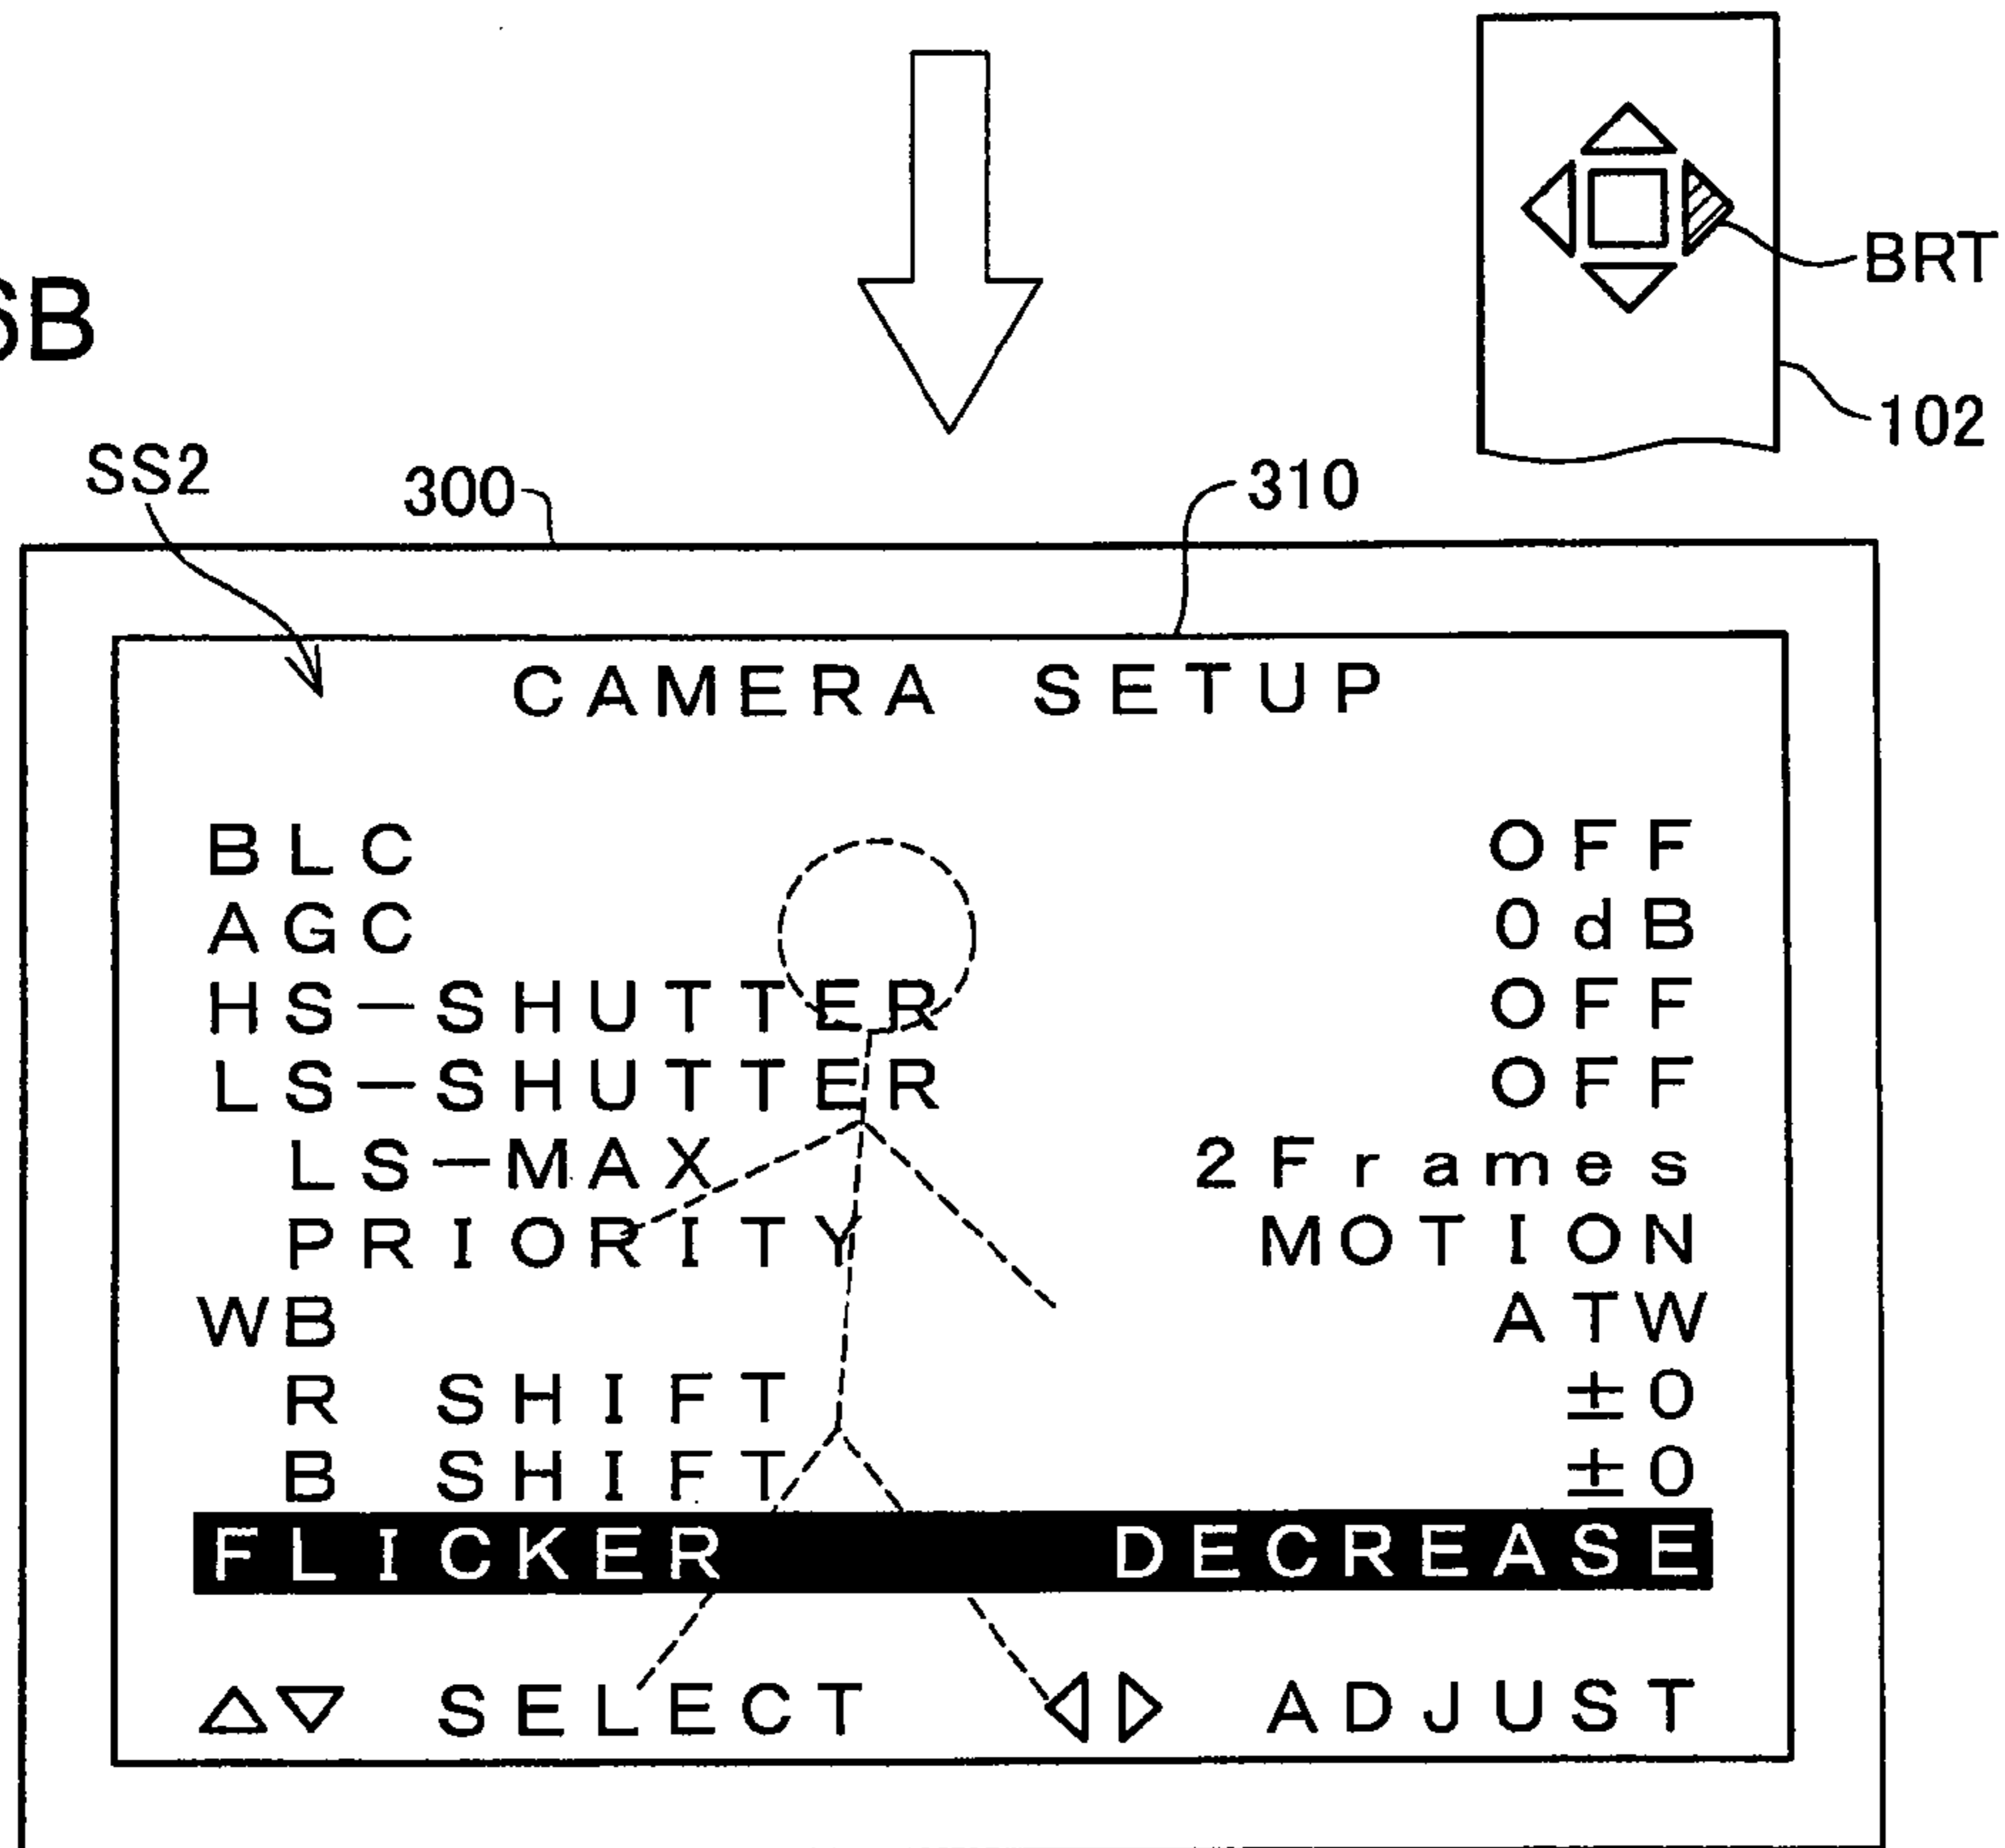 BRT
102
SS2
300
310
CAMERA SETUP
BLC OFF
AGC 0dB
HS-SHUTTER OFF
LS-SHUTTER OFF
LS-MAX 2Frames
PRIORITY MOTION
WB ATW
R SHIFT ±0
B SHIFT ±0
FLICKER DECREASE
△▽ SELECT ◁▷ ADJUST